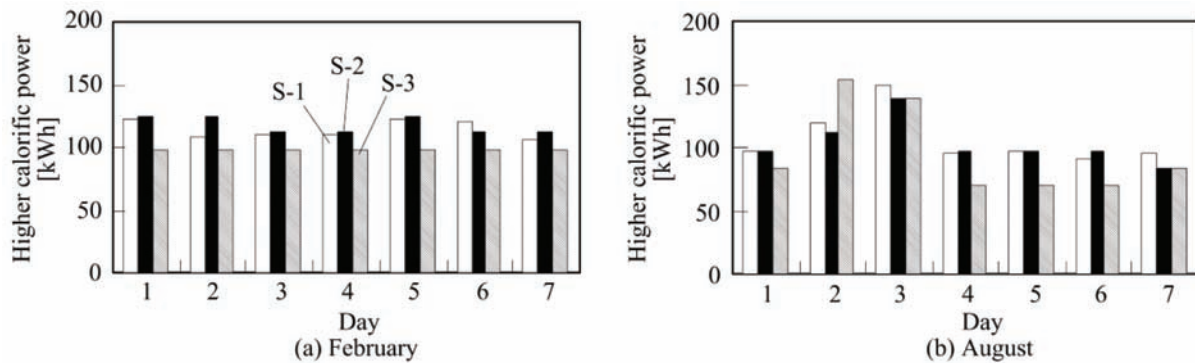 Higher calorific power
[kWh]
200
150
100
50
0
S-1
S-2
S-3
1 2 3 4 5 6 7
Day
(a) February
Higher calorific power
[kWh]
200
150
100
50
0
1 2 3 4 5 6 7
Day
(b) August